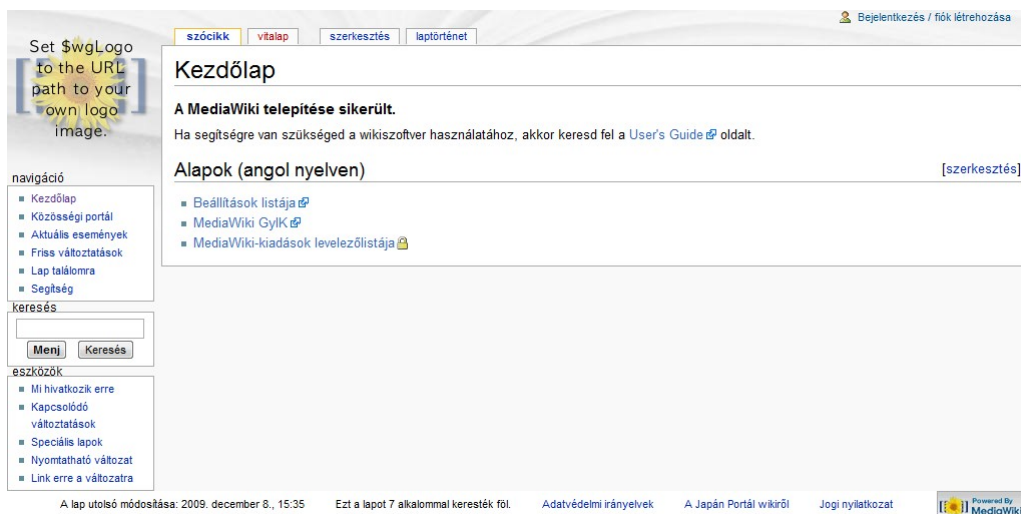 Bejelentkezés / fiók létrehozása
Set $wgLogo
to the URL
path to your
own logo
image.
szócikk vitalap szerkesztés laptörténet
Kezdőlap
A MediaWiki telepítése sikerült.
Ha segítségre van szükséged a wikiszoftver használatához, akkor keresd fel a User's Guide oldalt.
Alapok (angol nyelven) [szerkesztés]
Beállítások listája
MediaWiki GyIK
MediaWiki-kiadások levelezőlistája
navigáció
Kezdőlap
Közösségi portál
Aktuális események
Friss változtatások
Lap találomra
Segítség
keresés
Menj Keresés
eszközök
Mi hivatkozik erre
Kapcsolódó
változtatások
Speciális lapok
Nyomtatható változat
Link erre a változatra
A lap utolsó módosítása: 2009. december 8., 15:35 Ezt a lapot 7 alkalommal keresték föl. Adatvédelmi irányelvek A Japán Portál wikiről Jogi nyilatkozat
Powered By
MediaWiki